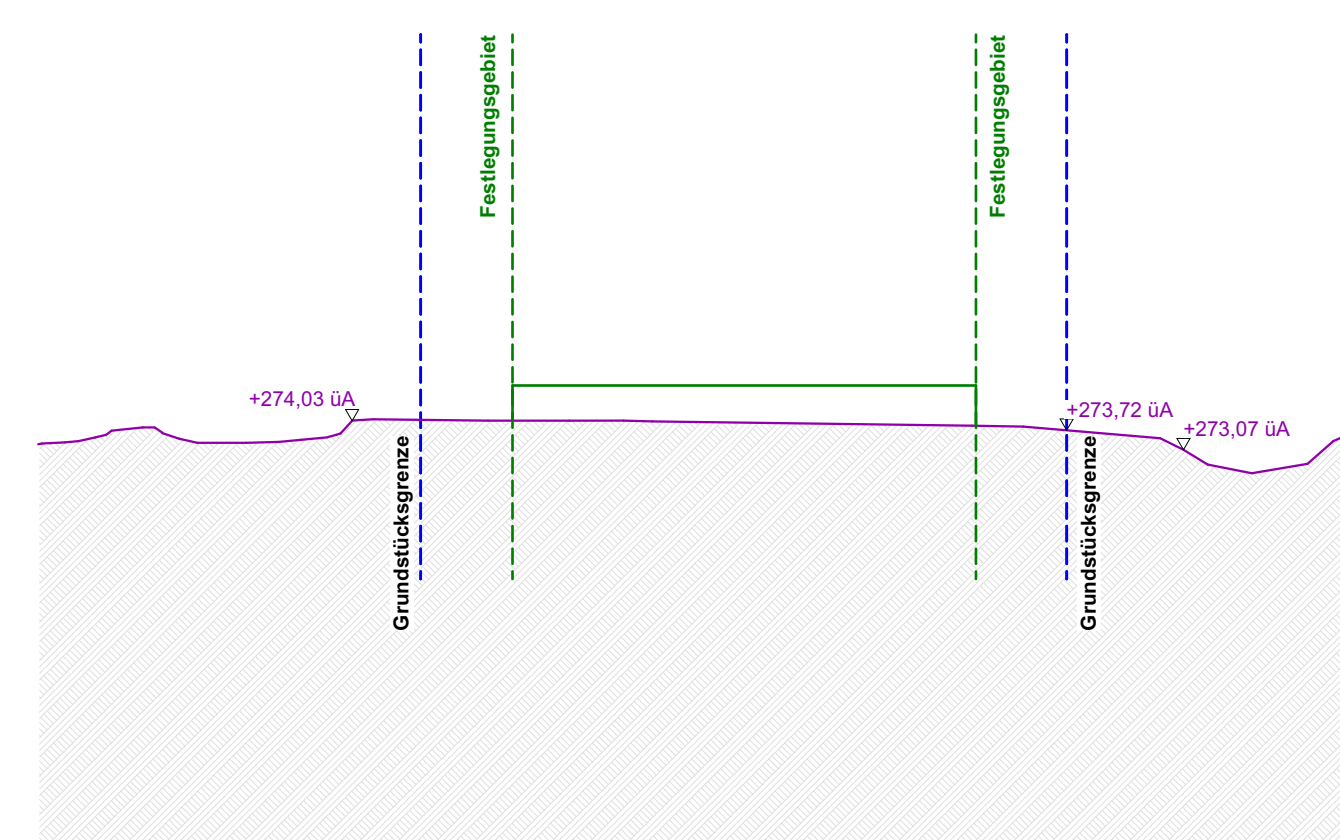 Festlegungsgebiet
Festlegungsgebiet
+274,03 üA
+273,72 üA
+273,07 üA
Grundstücksgrenze
Grundstücksgrenze